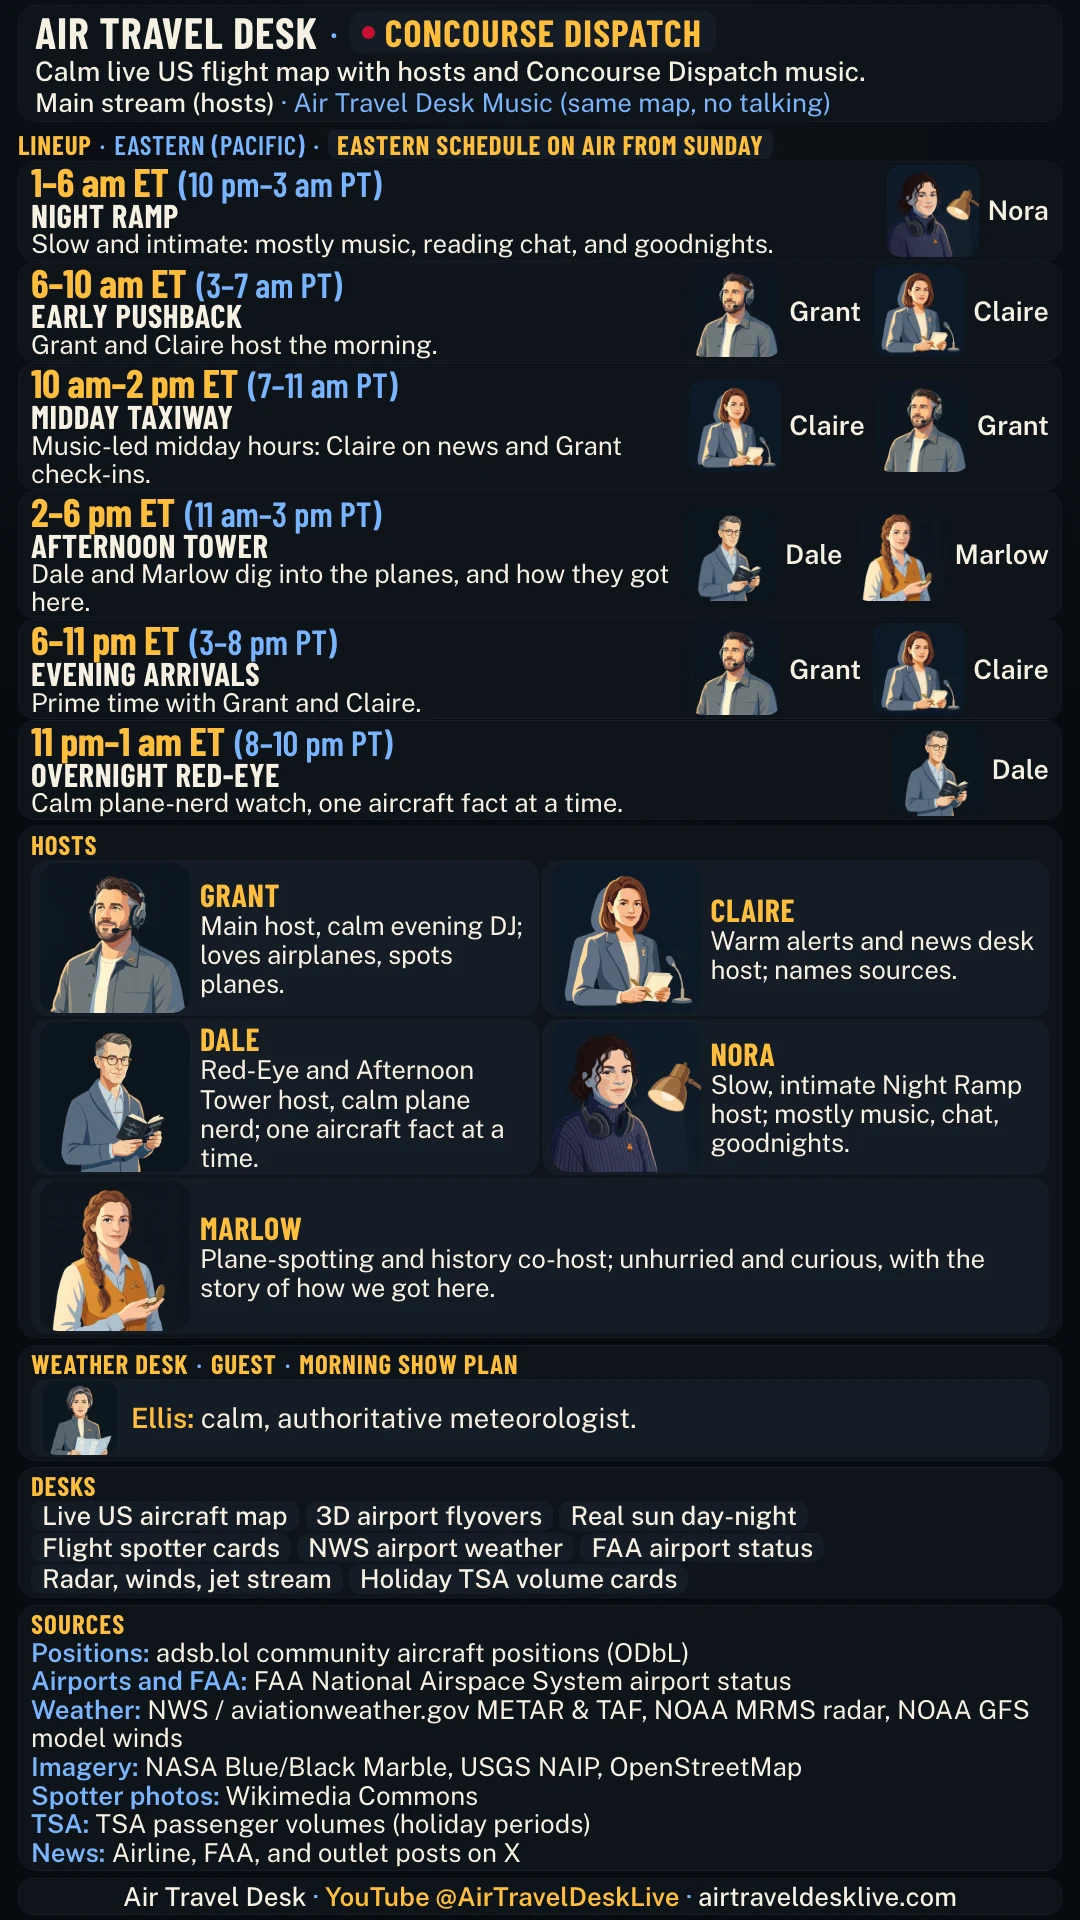 AIR TRAVEL DESK · CONCOURSE DISPATCH
Calm live US flight map with hosts and Concourse Dispatch music.
Main stream (hosts) · Air Travel Desk Music (same map, no talking)
LINEUP · EASTERN (PACIFIC) · EASTERN SCHEDULE ON AIR FROM SUNDAY
1–6 am ET (10 pm–3 am PT)
NIGHT RAMP
Slow and intimate: mostly music, reading chat, and goodnights.
Nora
6–10 am ET (3–7 am PT)
EARLY PUSHBACK
Grant and Claire host the morning.
Grant
Claire
10 am–2 pm ET (7–11 am PT)
MIDDAY TAXIWAY
Music-led midday hours: Claire on news and Grant
check-ins.
Claire
Grant
2–6 pm ET (11 am–3 pm PT)
AFTERNOON TOWER
Dale and Marlow dig into the planes, and how they got
here.
Dale
Marlow
6–11 pm ET (3–8 pm PT)
EVENING ARRIVALS
Prime time with Grant and Claire.
Grant
Claire
11 pm–1 am ET (8–10 pm PT)
OVERNIGHT RED-EYE
Calm plane-nerd watch, one aircraft fact at a time.
Dale
HOSTS
GRANT
Main host, calm evening DJ;
loves airplanes, spots
planes.
CLAIRE
Warm alerts and news desk
host; names sources.
DALE
Red-Eye and Afternoon
Tower host, calm plane
nerd; one aircraft fact at a
time.
NORA
Slow, intimate Night Ramp
host; mostly music, chat,
goodnights.
MARLOW
Plane-spotting and history co-host; unhurried and curious, with the
story of how we got here.
WEATHER DESK · GUEST · MORNING SHOW PLAN
Ellis: calm, authoritative meteorologist.
DESKS
Live US aircraft map 3D airport flyovers Real sun day-night
Flight spotter cards NWS airport weather FAA airport status
Radar, winds, jet stream Holiday TSA volume cards
SOURCES
Positions: adsb.lol community aircraft positions (ODbL)
Airports and FAA: FAA National Airspace System airport status
Weather: NWS / aviationweather.gov METAR & TAF, NOAA MRMS radar, NOAA GFS
model winds
Imagery: NASA Blue/Black Marble, USGS NAIP, OpenStreetMap
Spotter photos: Wikimedia Commons
TSA: TSA passenger volumes (holiday periods)
News: Airline, FAA, and outlet posts on X
Air Travel Desk · YouTube @AirTravelDeskLive · airtraveldesklive.com